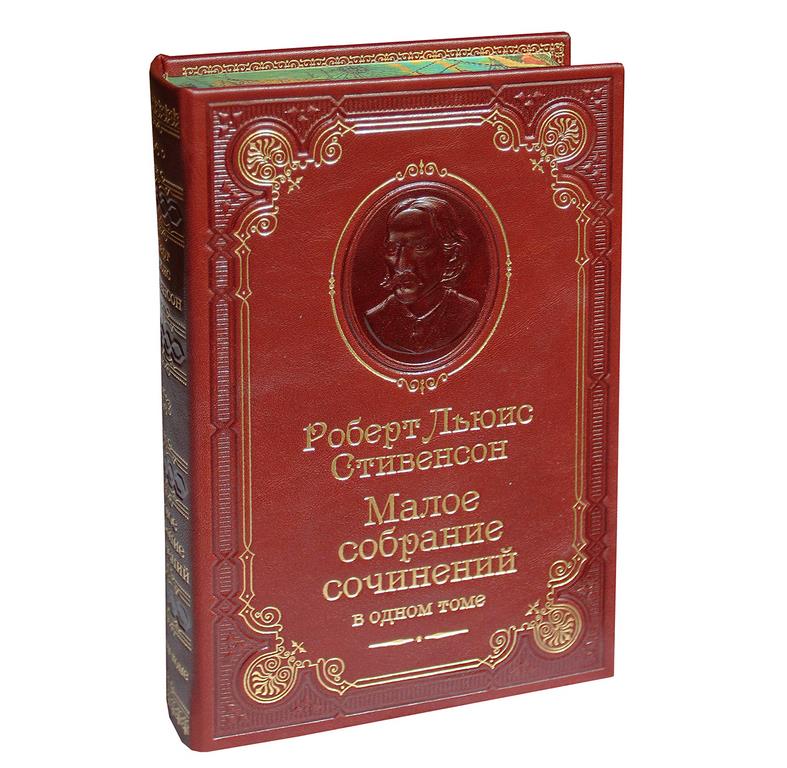 Роберт Льюис
Стивенсон
Малое
собрание
сочинений
в одном томе